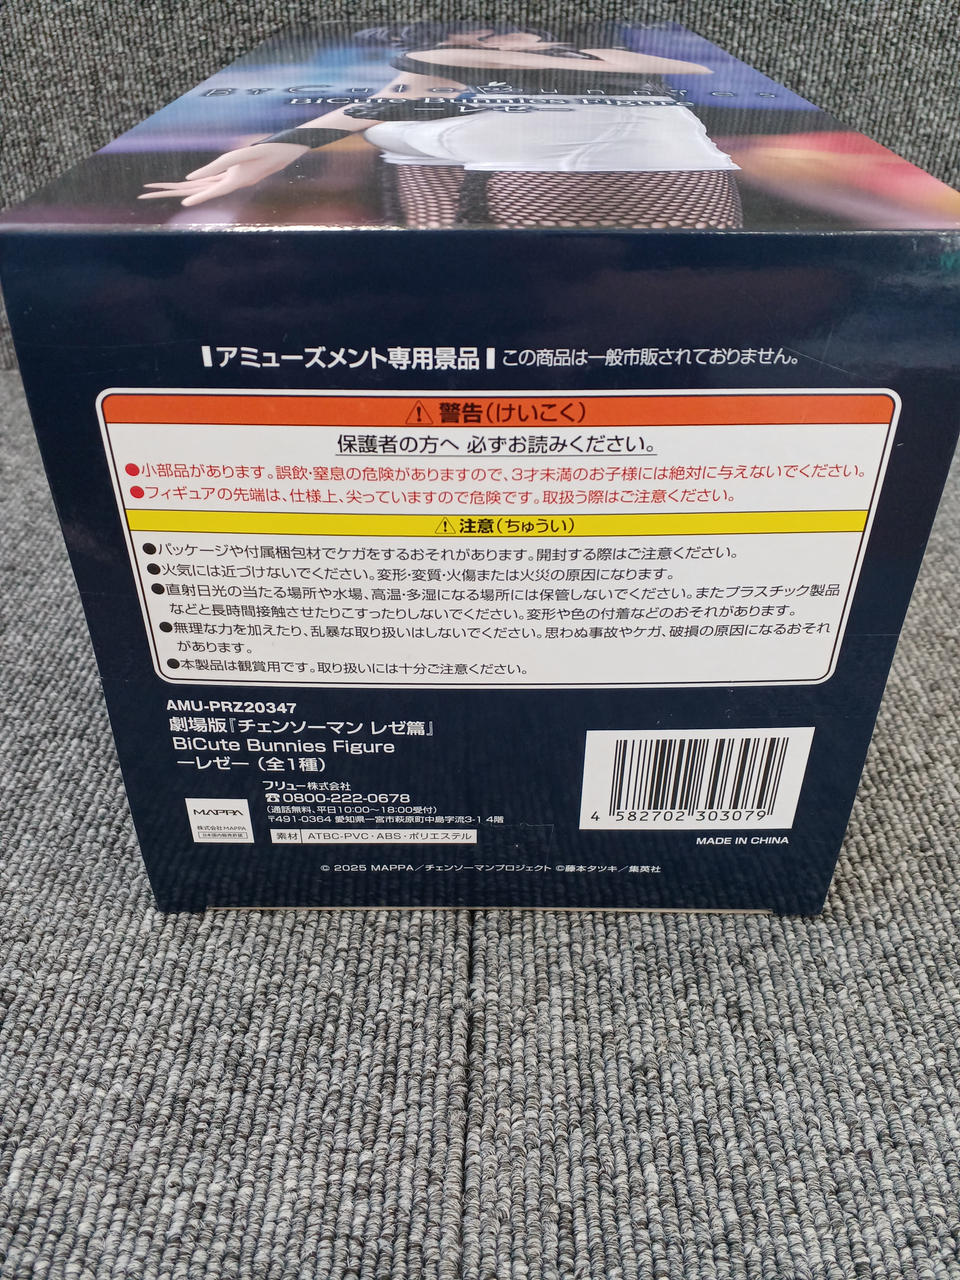 BiCute Bunnies
BiCute Bunnies Figure
ーレゼー
アミューズメント専用景品 この商品は一般市販されておりません。
⚠警告(けいこく)
保護者の方へ 必ずお読みください。
●小部品があります。誤飲・窒息の危険がありますので、3才未満のお子様には絶対に与えないでください。
●フィギュアの先端は、仕様上、尖っていますので危険です。取扱う際はご注意ください。
⚠注意(ちゅうい)
●パッケージや付属梱包材でケガをするおそれがあります。開封する際はご注意ください。
●火気には近づけないでください。変形・変質・火傷または火災の原因になります。
●直射日光の当たる場所や水場、高温・多湿になる場所には保管しないでください。またプラスチック製品
などと長時間接触させたりこすったりしないでください。変形や色の付着などのおそれがあります。
●無理な力を加えたり、乱暴な取り扱いはしないでください。思わぬ事故やケガ、破損の原因になるおそれ
があります。
●本製品は観賞用です。取り扱いには十分ご注意ください。
AMU-PRZ20347
劇場版『チェンソーマン レゼ篇』
BiCute Bunnies Figure
ーレゼー (全1種)
フリュー株式会社
☎0800-222-0678
(通話無料、平日10:00~18:00受付)
〒491-0364 愛知県一宮市萩原町中島字流3-1 4階
素材 ATBC-PVC・ABS・ポリエステル
MAPPA
株式会社MAPPA
日本国内販売許諾
4 582702 303079
MADE IN CHINA
© 2025 MAPPA/チェンソーマンプロジェクト ©藤本タツキ/集英社